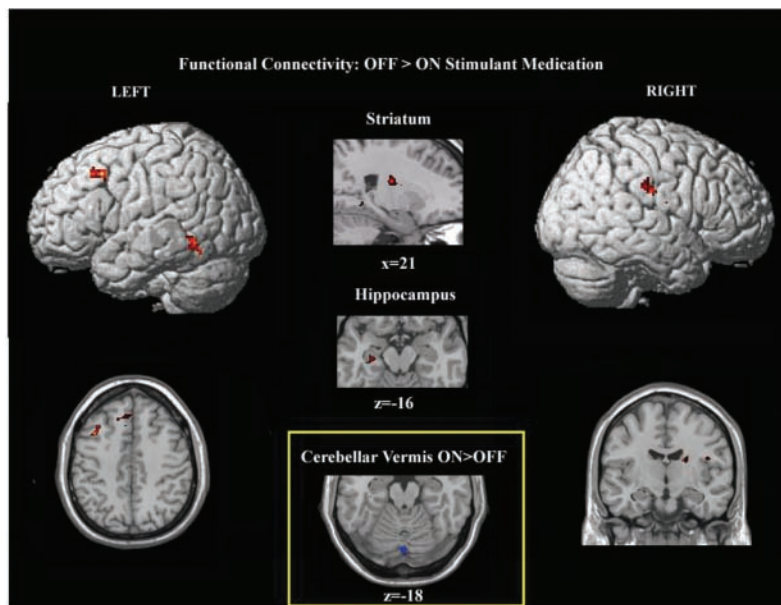 Functional Connectivity: OFF > ON Stimulant Medication
LEFT
RIGHT
Striatum
x=21
Hippocampus
z=-16
Cerebellar Vermis ON>OFF
z=-18